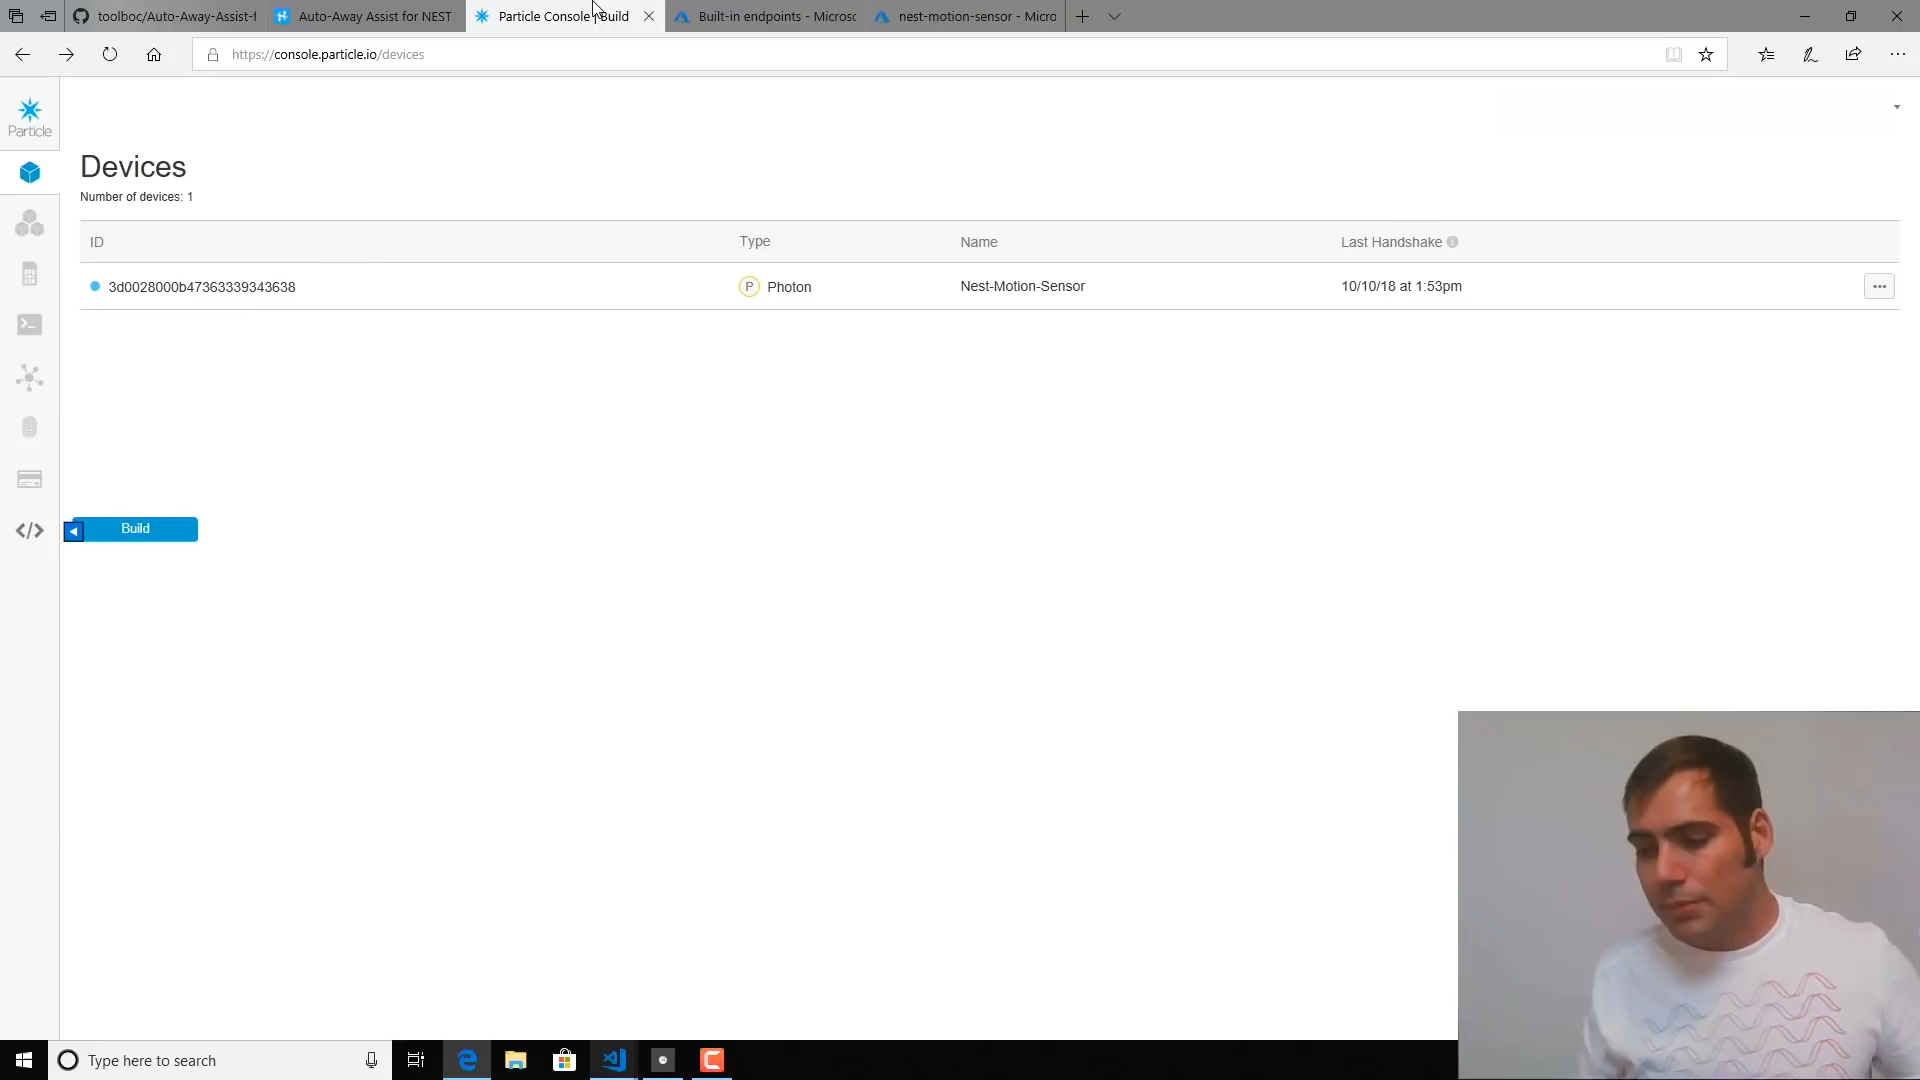 toolboc/Auto-Away-Assist-f
Auto-Away Assist for NEST
Particle Console | Build
Built-in endpoints - Microsc
nest-motion-sensor - Micro
https://console.particle.io/devices
Particle
Devices
Number of devices: 1
ID Type Name Last Handshake
3d0028000b47363339343638 P Photon Nest-Motion-Sensor 10/10/18 at 1:53pm
Build
Type here to search